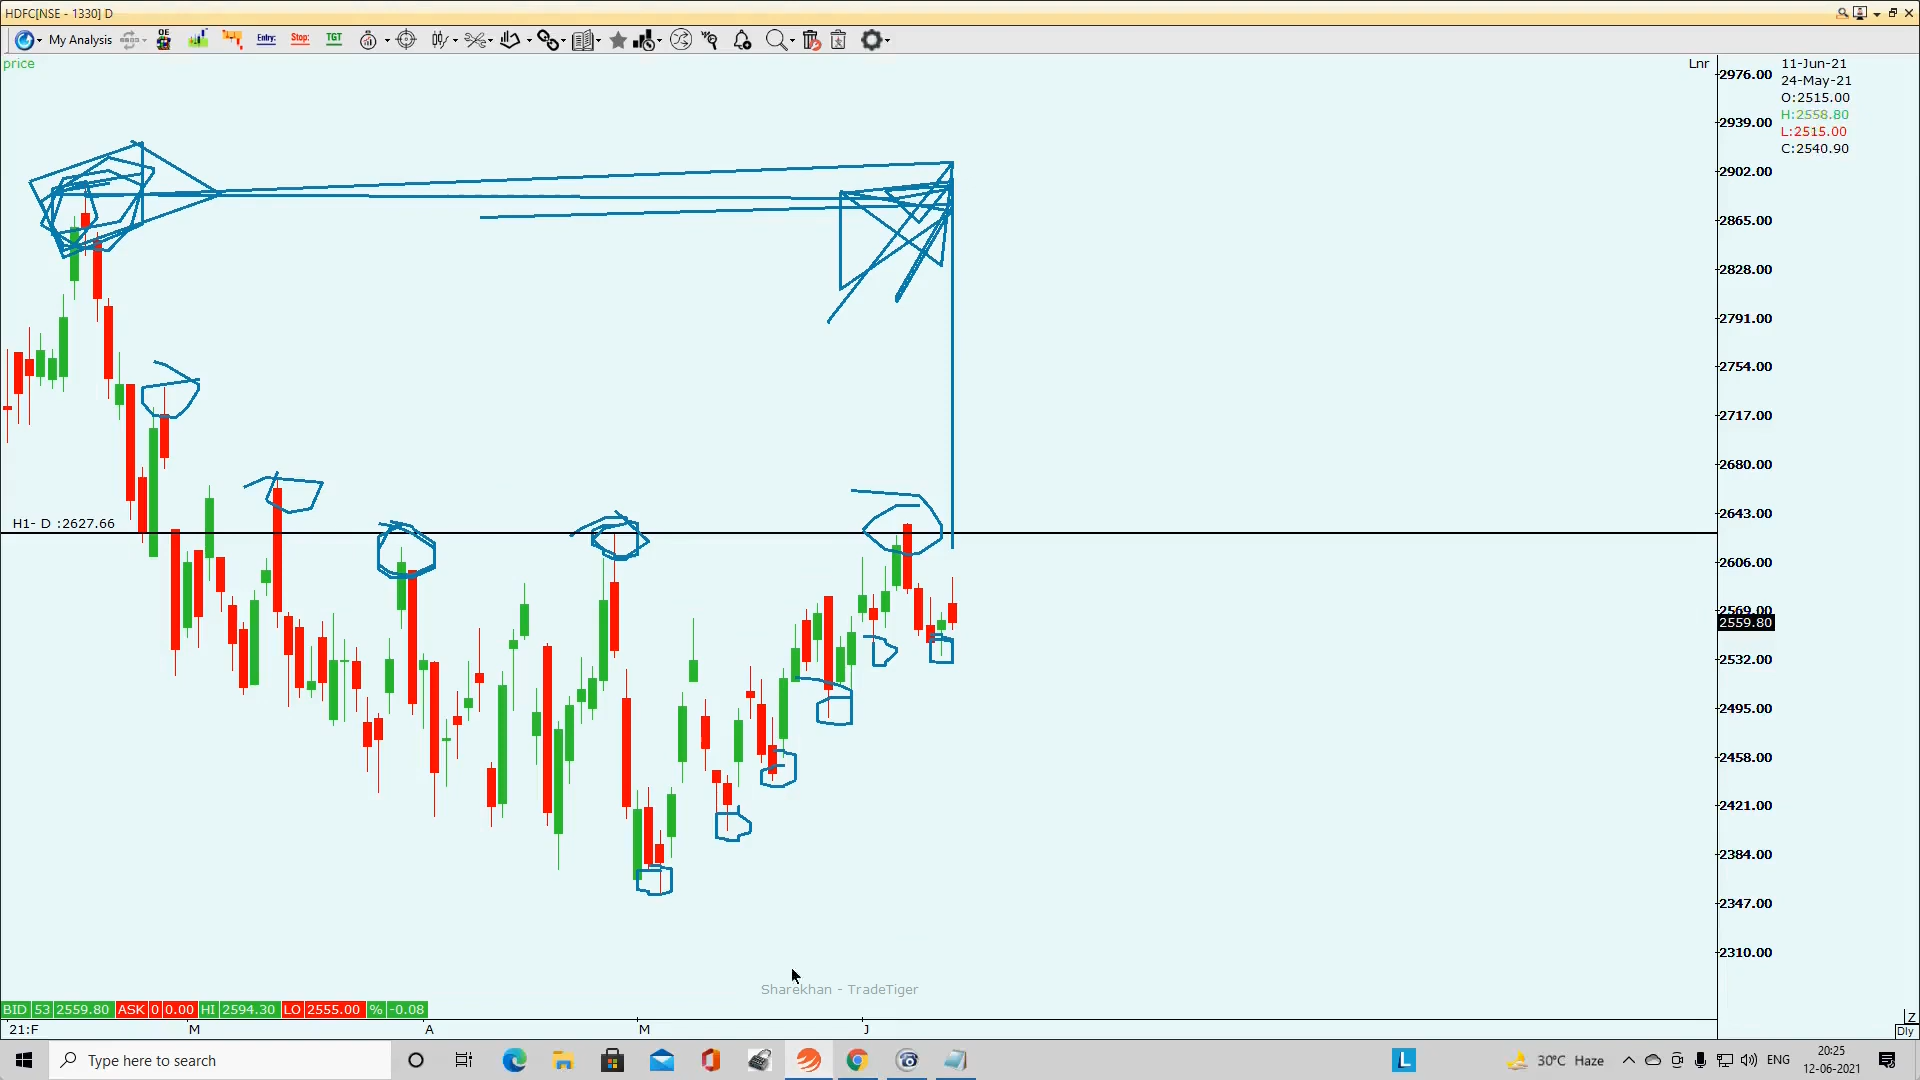 HDFC[NSE - 1330] D
My Analysis
OE
Entry:
Stop:
TGT
price
Lnr
11-Jun-21
24-May-21
O:2515.00
H:2558.80
L:2515.00
C:2540.90
2976.00
2939.00
2902.00
2865.00
2828.00
2791.00
2754.00
2717.00
2680.00
2643.00
H1- D :2627.66
2606.00
2569.00
2559.80
2532.00
2495.00
2458.00
2421.00
2384.00
2347.00
2310.00
Sharekhan - TradeTiger
BID 53 2559.80 ASK 0 0.00 HI 2594.30 LO 2555.00 % -0.08
Z
21:F M A M J
Dly
Type here to search
L
30°C Haze
ENG
20:25
12-06-2021